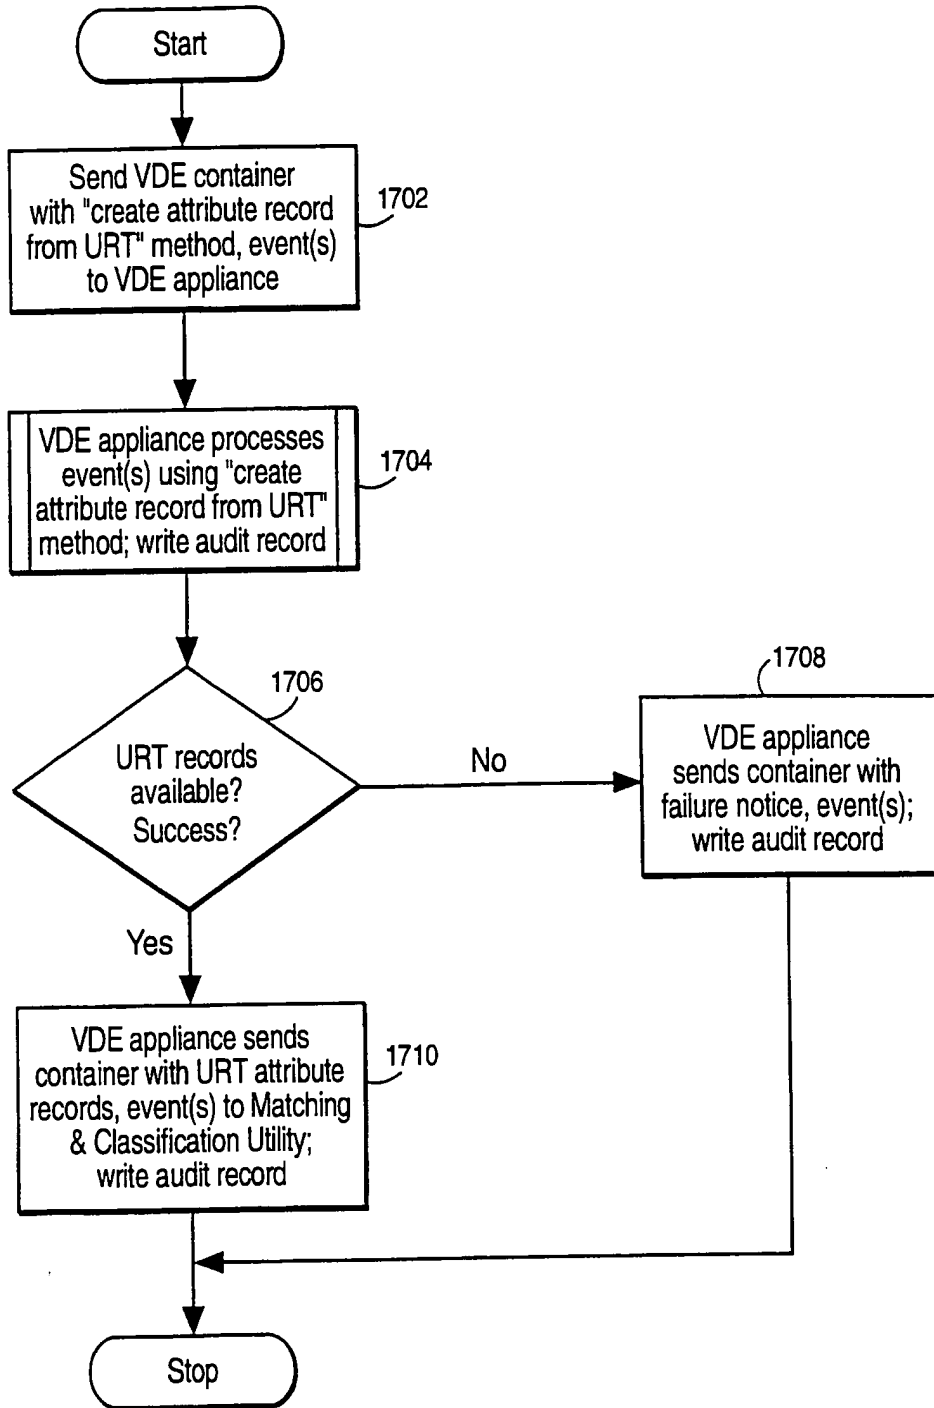 Start
Send VDE container
with "create attribute record
from URT" method, event(s)
to VDE appliance
1702
VDE appliance processes
event(s) using "create
attribute record from URT"
method; write audit record
1704
1706
URT records
available?
Success?
No
1708
VDE appliance
sends container with
failure notice, event(s);
write audit record
Yes
VDE appliance sends
container with URT attribute
records, event(s) to Matching
& Classification Utility;
write audit record
1710
Stop